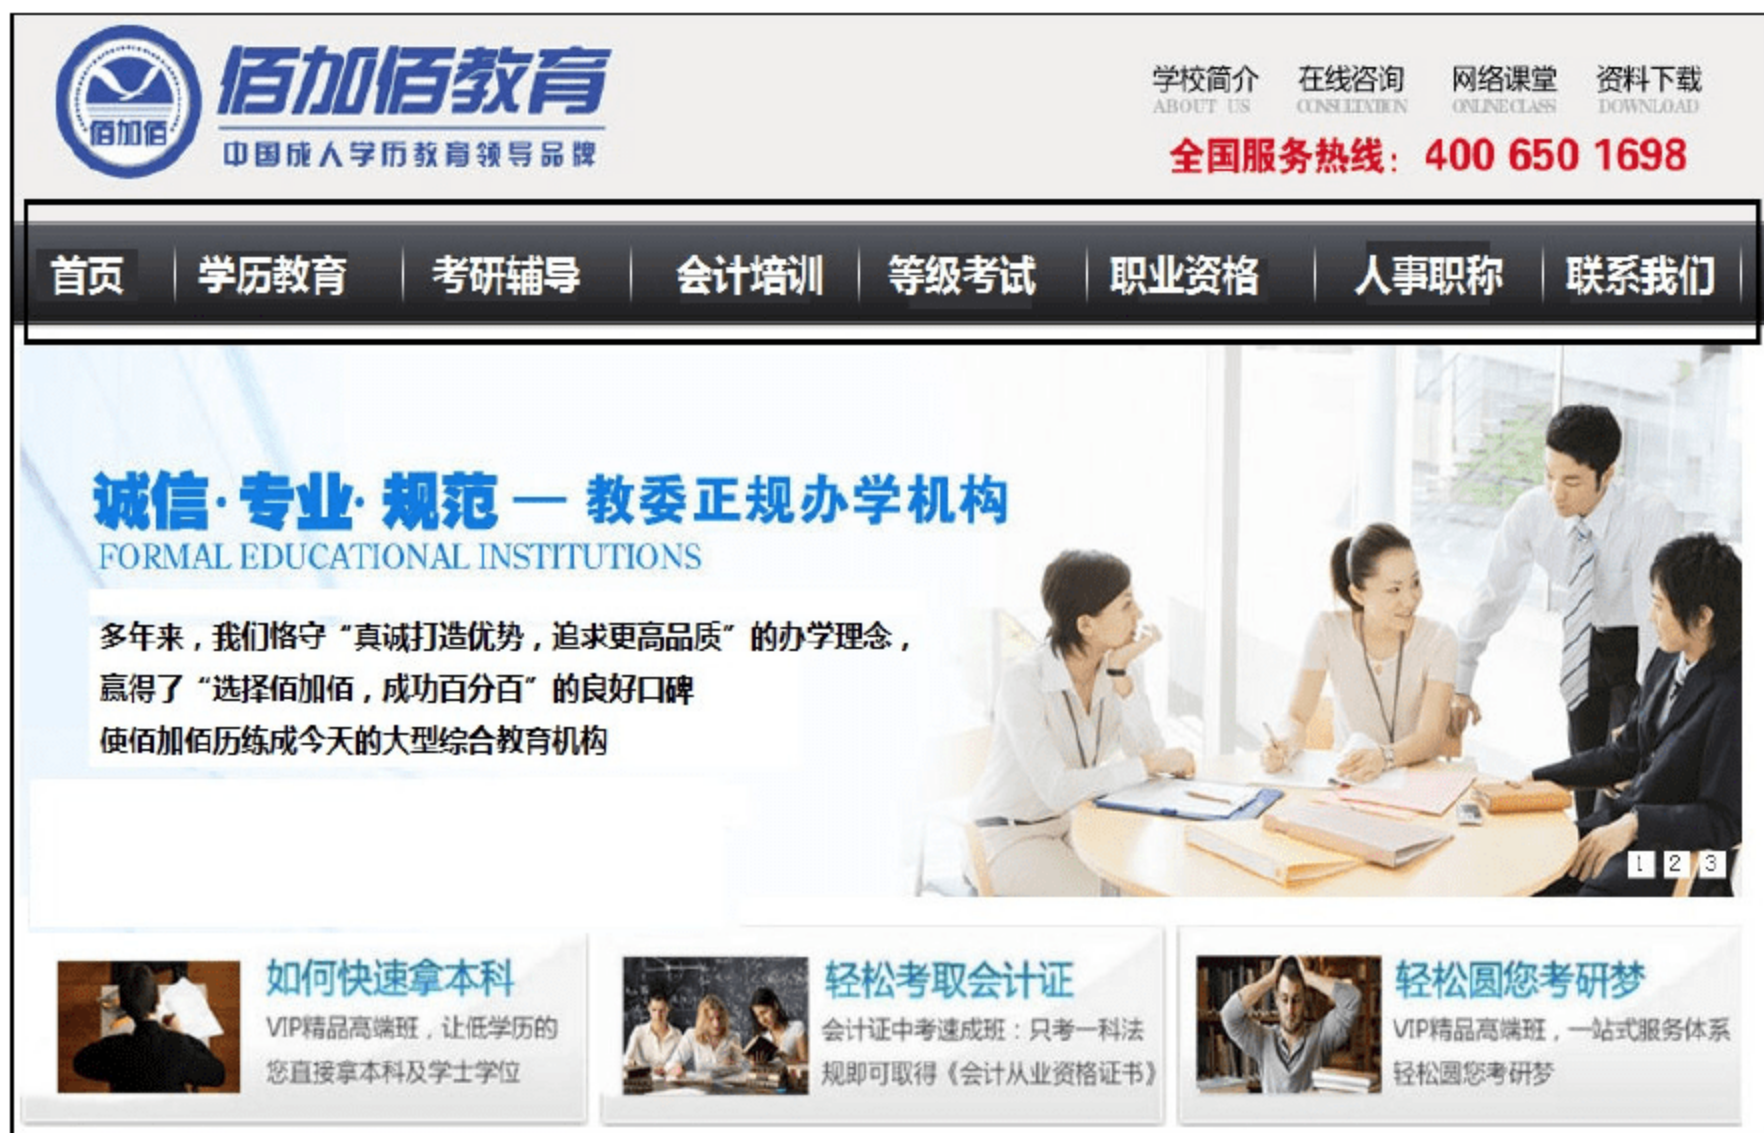 佰加佰教育
佰加佰
中国成人学历教育领导品牌
学校简介 在线咨询 网络课堂 资料下载
ABOUT US CONSULTATION ONLINE CLASS DOWNLOAD
全国服务热线：400 650 1698
首页 学历教育 考研辅导 会计培训 等级考试 职业资格 人事职称 联系我们
诚信·专业·规范 — 教委正规办学机构
FORMAL EDUCATIONAL INSTITUTIONS
多年来，我们恪守“真诚打造优势，追求更高品质”的办学理念，
赢得了“选择佰加佰，成功百分百”的良好口碑
使佰加佰历练成今天的大型综合教育机构
1 2 3
如何快速拿本科
VIP精品高端班，让低学历的
您直接拿本科及学士学位
轻松考取会计证
会计证中考速成班：只考一科法
规即可取得《会计从业资格证书》
轻松圆您考研梦
VIP精品高端班，一站式服务体系
轻松圆您考研梦